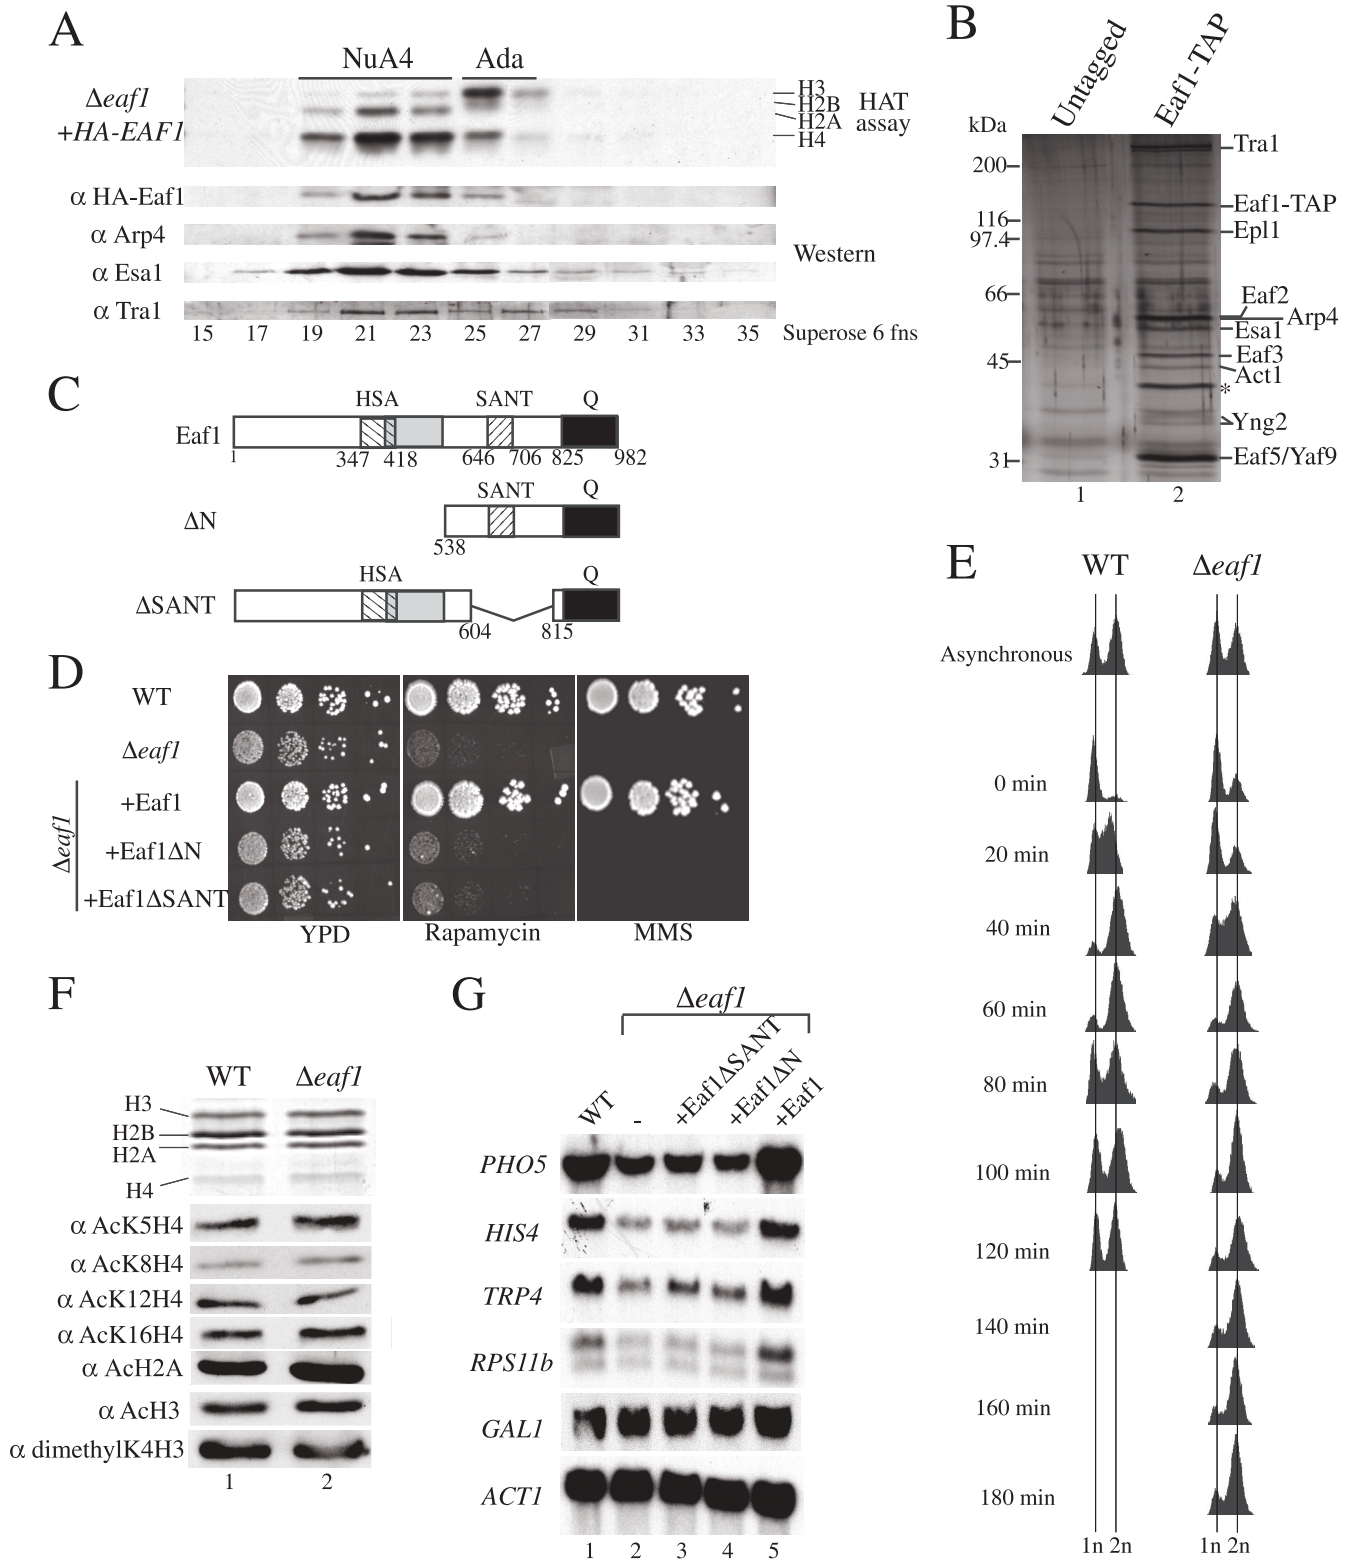 A
NuA4 Ada
Δeaf1
+HA-EAF1
H3
H2B
H2A
H4
HAT
assay
α HA-Eaf1
α Arp4
α Esa1
α Tra1
Western
15 17 19 21 23 25 27 29 31 33 35 Superose 6 fns
B
Untagged
Eaf1-TAP
kDa
200
116
97.4
66
45
31
Tra1
Eaf1-TAP
Epl1
Eaf2
Arp4
Esa1
Eaf3
Act1
*
Yng2
Eaf5/Yaf9
1 2
C
HSA SANT Q
Eaf1
1 347 418 646 706 825 982
SANT Q
ΔN
538
HSA Q
ΔSANT
604 815
D
WT
Δeaf1
Δeaf1
+Eaf1
+Eaf1ΔN
+Eaf1ΔSANT
YPD Rapamycin MMS
E
WT Δeaf1
Asynchronous
0 min
20 min
40 min
60 min
80 min
100 min
120 min
140 min
160 min
180 min
1n 2n 1n 2n
F
WT Δeaf1
H3
H2B
H2A
H4
α AcK5H4
α AcK8H4
α AcK12H4
α AcK16H4
α AcH2A
α AcH3
α dimethylK4H3
1 2
G
Δeaf1
WT
-
+Eaf1ΔSANT
+Eaf1ΔN
+Eaf1
PHO5
HIS4
TRP4
RPS11b
GAL1
ACT1
1 2 3 4 5